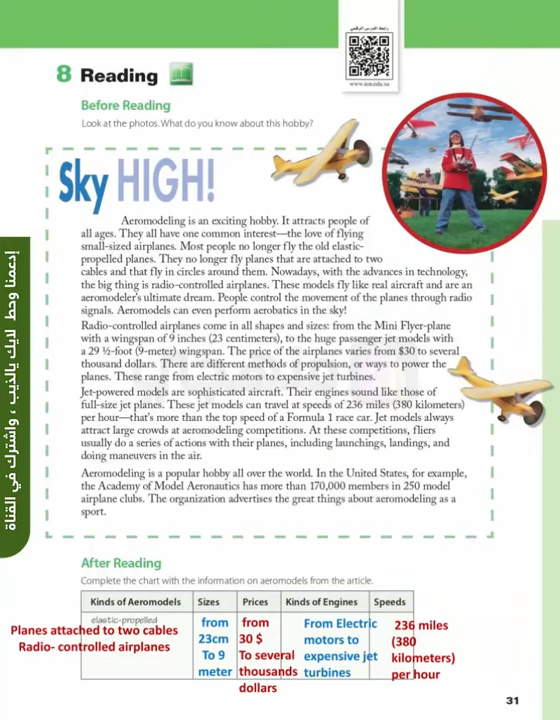 رابط الدرس الرقمي
www.ien.edu.sa
8 Reading
Before Reading
Look at the photos. What do you know about this hobby?
Sky HIGH!
Aeromodeling is an exciting hobby. It attracts people of
all ages. They all have one common interest—the love of flying
small-sized airplanes. Most people no longer fly the old elastic-
propelled planes. They no longer fly planes that are attached to two
cables and that fly in circles around them. Nowadays, with the advances in technology,
the big thing is radio-controlled airplanes. These models fly like real aircraft and are an
aeromodeler's ultimate dream. People control the movement of the planes through radio
signals. Aeromodels can even perform aerobatics in the sky!
Radio-controlled airplanes come in all shapes and sizes: from the Mini Flyer-plane
with a wingspan of 9 inches (23 centimeters), to the huge passenger jet models with
a 29 ½-foot (9-meter) wingspan. The price of the airplanes varies from $30 to several
thousand dollars. There are different methods of propulsion, or ways to power the
planes. These range from electric motors to expensive jet turbines.
Jet-powered models are sophisticated aircraft. Their engines sound like those of
full-size jet planes. These jet models can travel at speeds of 236 miles (380 kilometers)
per hour—that's more than the top speed of a Formula 1 race car. Jet models always
attract large crowds at aeromodeling competitions. At these competitions, fliers
usually do a series of actions with their planes, including launchings, landings, and
doing maneuvers in the air.
Aeromodeling is a popular hobby all over the world. In the United States, for example,
the Academy of Model Aeronautics has more than 170,000 members in 250 model
airplane clubs. The organization advertises the great things about aeromodeling as a
sport.
إدعمنا وحط لايك يالذيب ، واشترك في القناة
After Reading
Complete the chart with the information on aeromodels from the article.
Kinds of Aeromodels Sizes Prices Kinds of Engines Speeds
elastic-propelled
Planes attached to two cables
Radio- controlled airplanes
from
23cm
To 9
meter
from
30 $
To several
thousands
dollars
From Electric
motors to
expensive jet
turbines
236 miles
(380
kilometers)
per hour
31